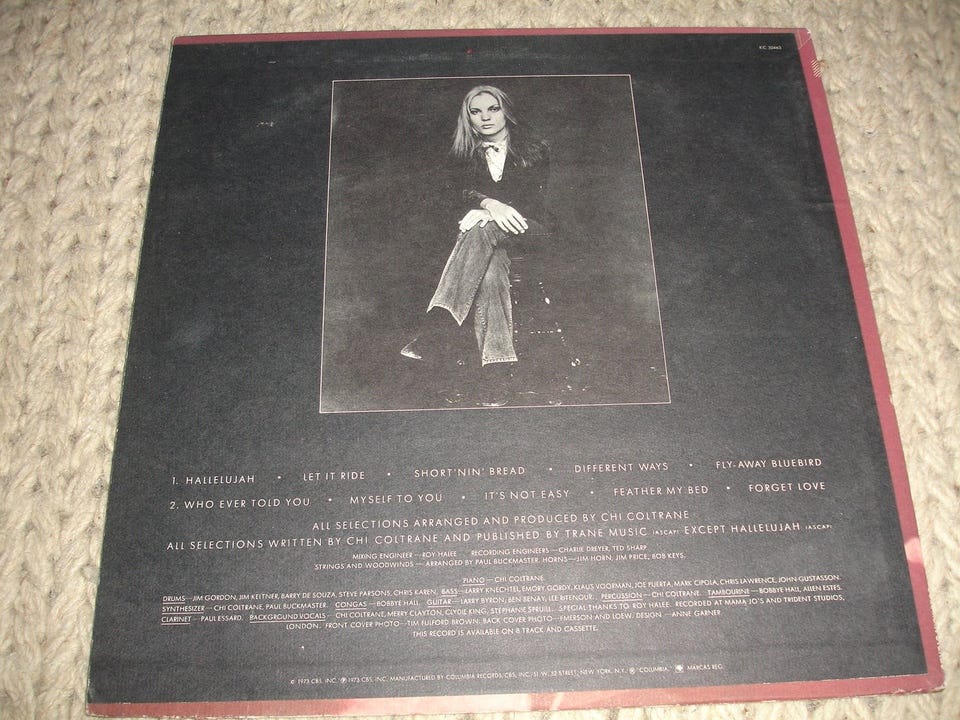 KC 32463
1. HALLELUJAH • LET IT RIDE • SHORT'NIN' BREAD • DIFFERENT WAYS • FLY-AWAY BLUEBIRD
2. WHO EVER TOLD YOU • MYSELF TO YOU • IT'S NOT EASY • FEATHER MY BED • FORGET LOVE
ALL SELECTIONS ARRANGED AND PRODUCED BY CHI COLTRANE
ALL SELECTIONS WRITTEN BY CHI COLTRANE AND PUBLISHED BY TRANE MUSIC (ASCAP) EXCEPT HALLELUJAH (ASCAP)
MIXING ENGINEER—ROY HALEE RECORDING ENGINEERS—CHARLIE DREYER, TED SHARP
STRINGS AND WOODWINDS—ARRANGED BY PAUL BUCKMASTER. HORNS—JIM HORN, JIM PRICE, BOB KEYS.
PIANO—CHI COLTRANE
DRUMS—JIM GORDON, JIM KELTNER, BARRY DE SOUZA, STEVE PARSONS, CHRIS KAREN, BASS—LARRY KNECHTEL, EMORY GORDY, KLAUS VOORMAN, JOE PUERTA, MARK CIPOLA, CHRIS LAWRENCE, JOHN GUSTAFSON.
SYNTHESIZER—CHI COLTRANE, PAUL BUCKMASTER. CONGAS—BOBBYE HALL, GUITAR—LARRY BYRON, BEN BENAY, LEE RITENOUR. PERCUSSION—CHI COLTRANE. TAMBOURINE—BOBBYE HALL, ALLEN ESTES.
CLARINET—PAUL ESSARD. BACKGROUND VOCALS—CHI COLTRANE, MERRY CLAYTON, CLYDIE KING, STEPHANIE SPRUILL. SPECIAL THANKS TO ROY HALEE. RECORDED AT MAMA JO'S AND TRIDENT STUDIOS,
LONDON. FRONT COVER PHOTO—TIM FULFORD BROWN. BACK COVER PHOTO—EMERSON AND LOEW. DESIGN—ANNE GARNER
THIS RECORD IS AVAILABLE ON 8 TRACK AND CASSETTE.
© 1973 CBS, INC. ℗ 1973 CBS, INC. MANUFACTURED BY COLUMBIA RECORDS, CBS, INC. 51 W. 52 STREET, NEW YORK, N.Y. ® "COLUMBIA," MARCAS REG.